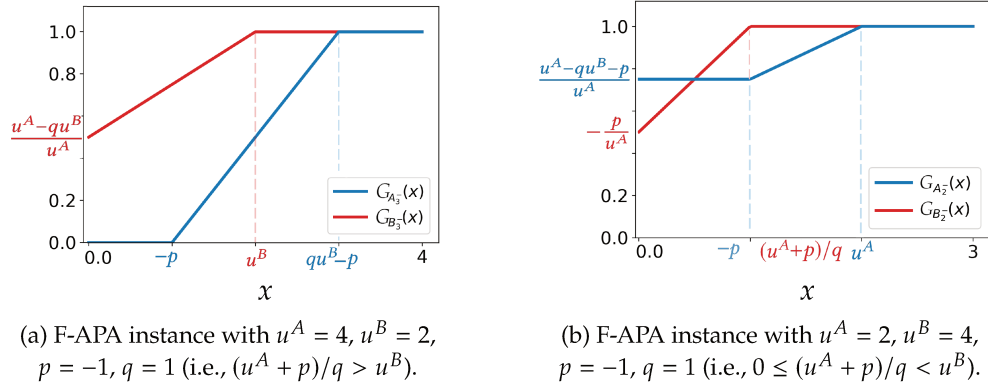 1.0
0.8
u^A−qu^B
u^A
0.2
0.0
0.0
−p
u^B
qu^B−p
4
x
G_{A_3^-}(x)
G_{B_3^-}(x)
(a) F-APA instance with u^A = 4, u^B = 2,
p = −1, q = 1 (i.e., (u^A + p)/q > u^B).
1.0
u^A−qu^B−p
u^A
−p/u^A
0.2
0.0
0.0
−p
(u^A+p)/q
u^A
3
x
G_{A_2^-}(x)
G_{B_2^-}(x)
(b) F-APA instance with u^A = 2, u^B = 4,
p = −1, q = 1 (i.e., 0 ≤ (u^A + p)/q < u^B).